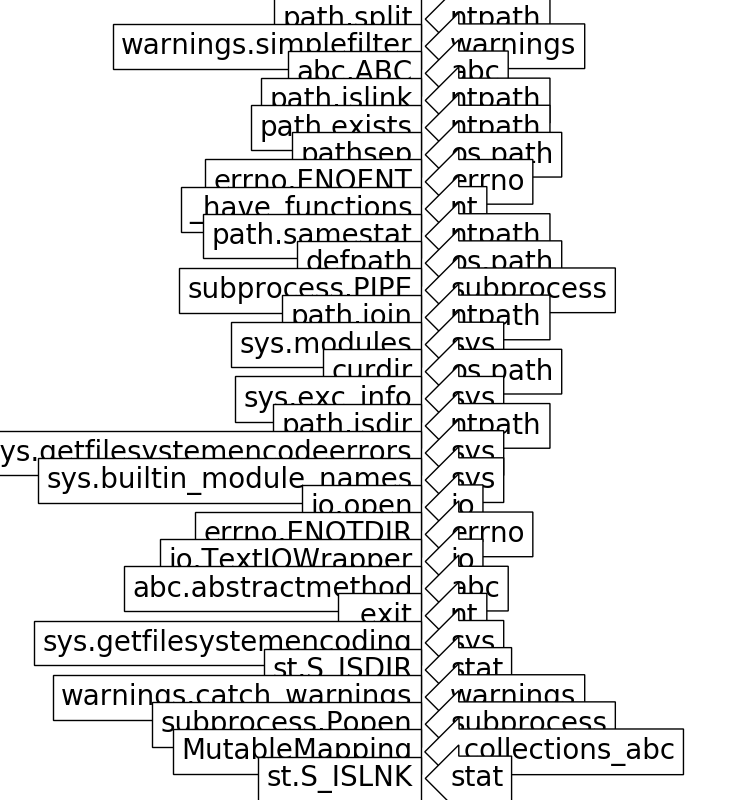 path.split ntpath
warnings.simplefilter warnings
abc.ABC abc
path.islink ntpath
path.exists ntpath
pathsep os.path
errno.ENOENT errno
_have_functions nt
path.samestat ntpath
defpath os.path
subprocess.PIPE subprocess
path.join ntpath
sys.modules sys
curdir os.path
sys.exc_info sys
path.isdir ntpath
ys.getfilesystemencodeerrors sys
sys.builtin_module_names sys
io.open io
errno.ENOTDIR errno
io.TextIOWrapper io
abc.abstractmethod abc
exit nt
sys.getfilesystemencoding sys
st.S_ISDIR stat
warnings.catch_warnings warnings
subprocess.Popen subprocess
MutableMapping collections_abc
st.S_ISLNK stat